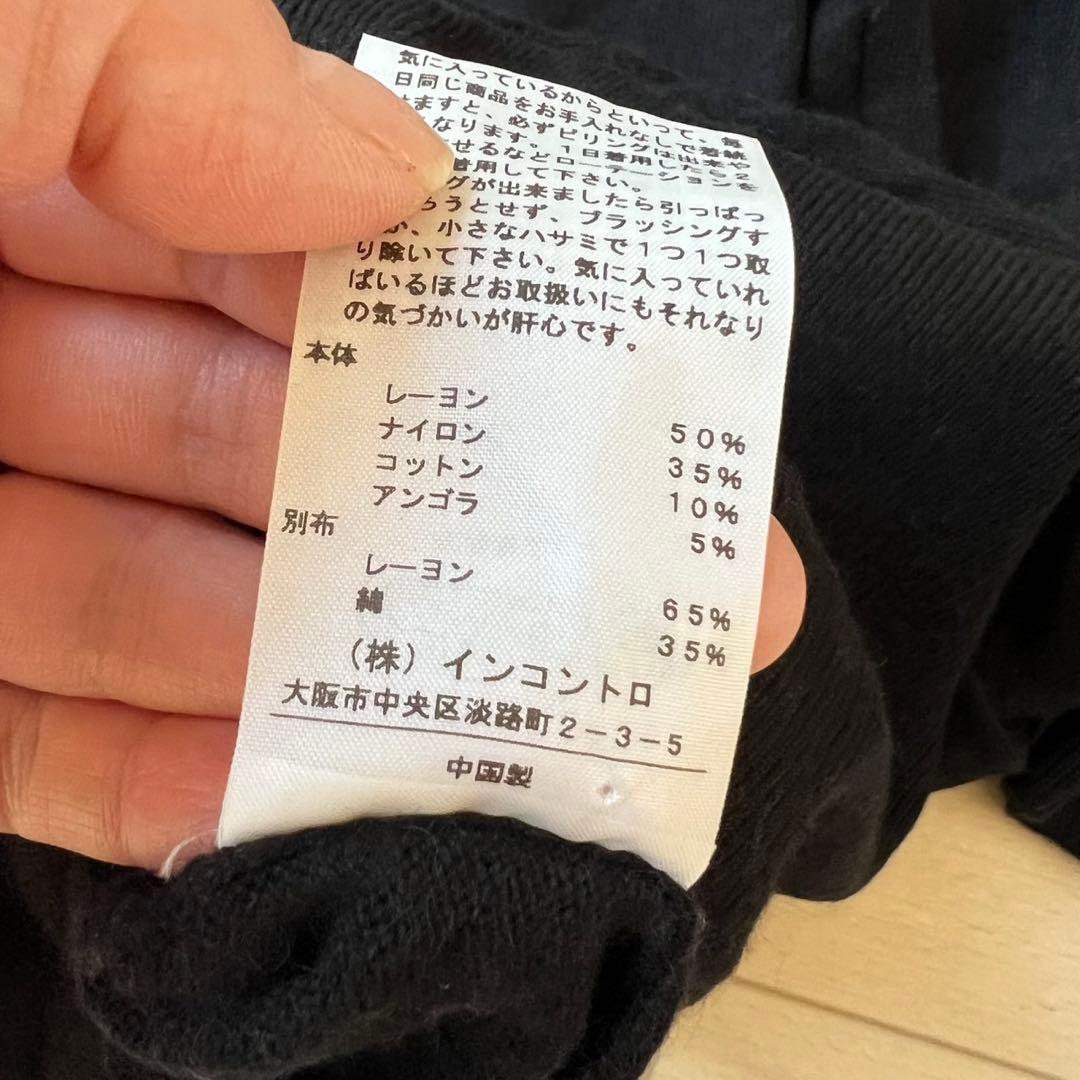 気に入っているからといって、毎
日同じ商品をお手入れなしで着続
けますと、必ずピリングは出来や
くなります。1日着用したら2
させるなどローテーションを
着用して下さい。
グが出来ましたら引っぱっ
ろうとせず、ブラッシングす
か、小さなハサミで1つ1つ取
り除いて下さい。気に入っていれ
ばいるほどお取扱いにもそれなり
の気づかいが肝心です。
本体
レーヨン 50%
ナイロン 35%
コットン 10%
アンゴラ 5%
別布
レーヨン 65%
綿 35%
(株)インコントロ
大阪市中央区淡路町2-3-5
中国製